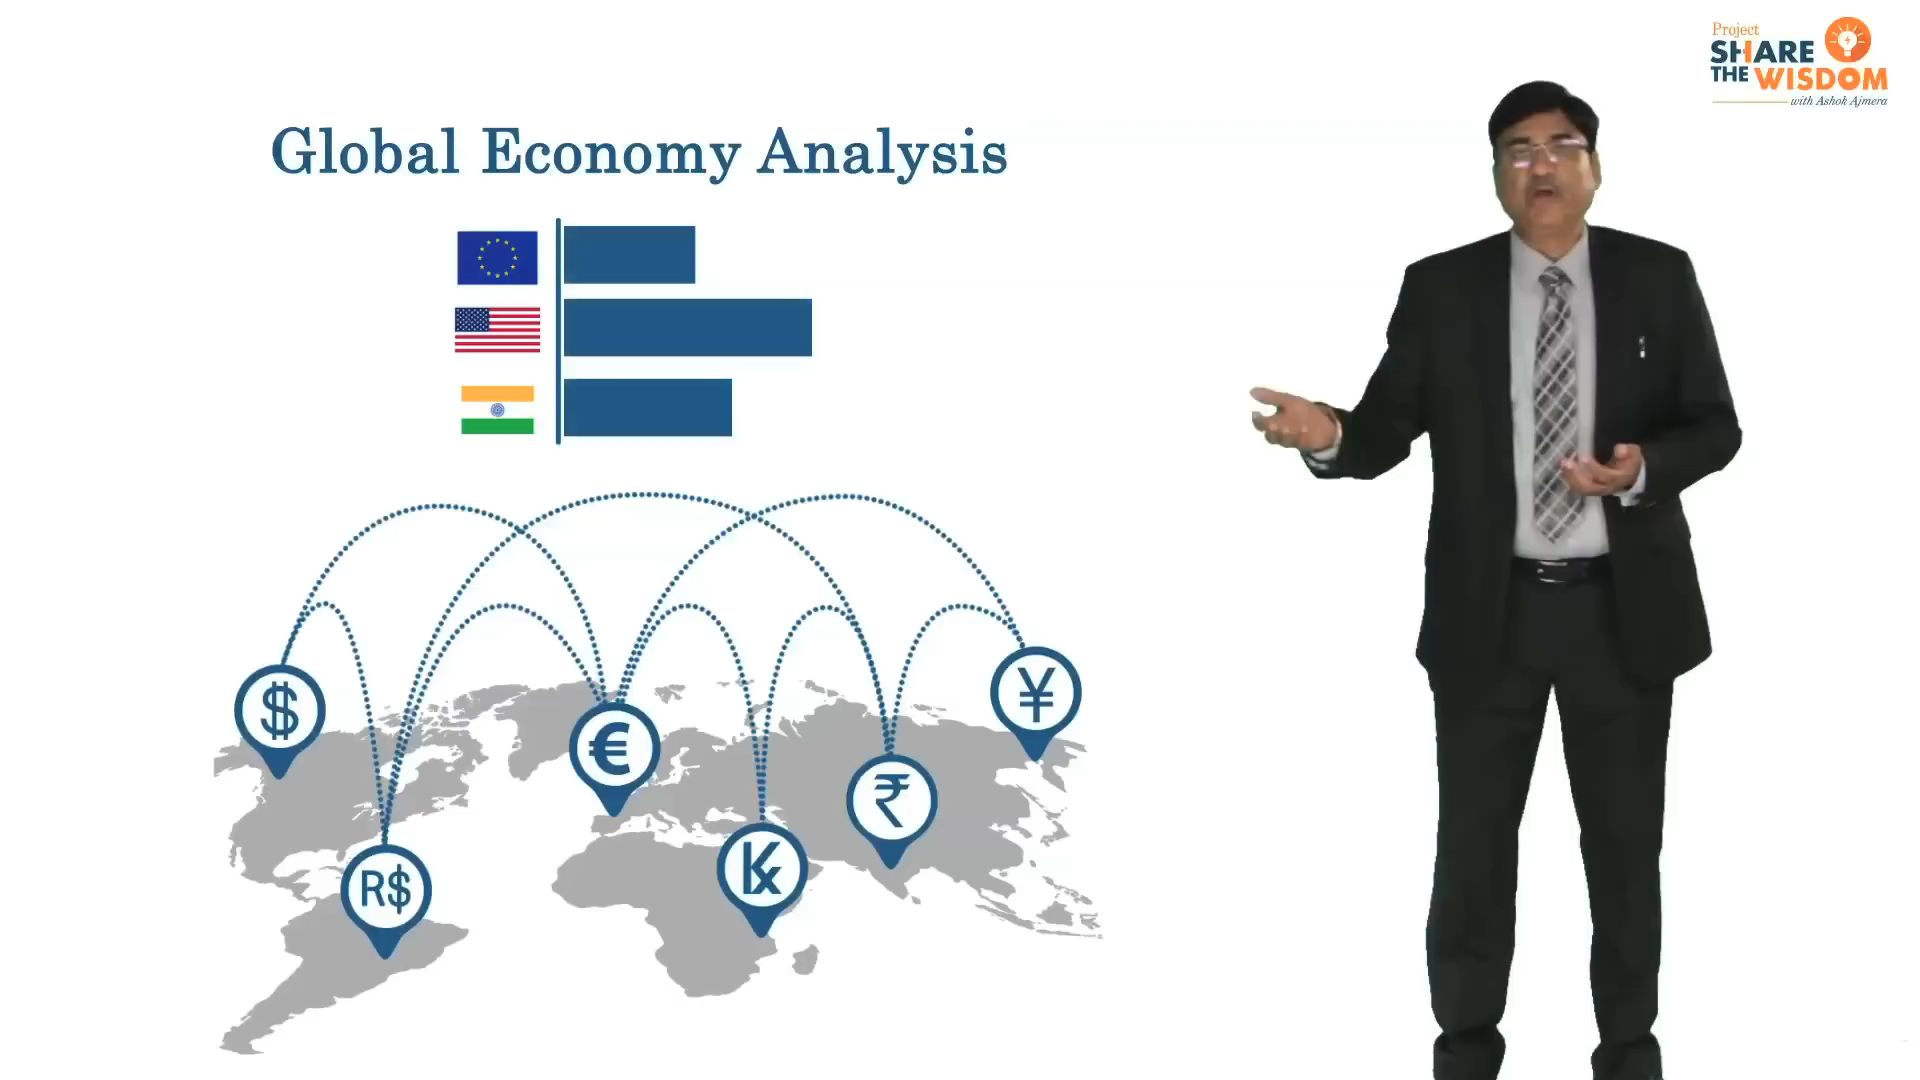 Project
SHARE
THE WISDOM
with Ashok Ajmera
Global Economy Analysis
$
€
¥
₹
R$